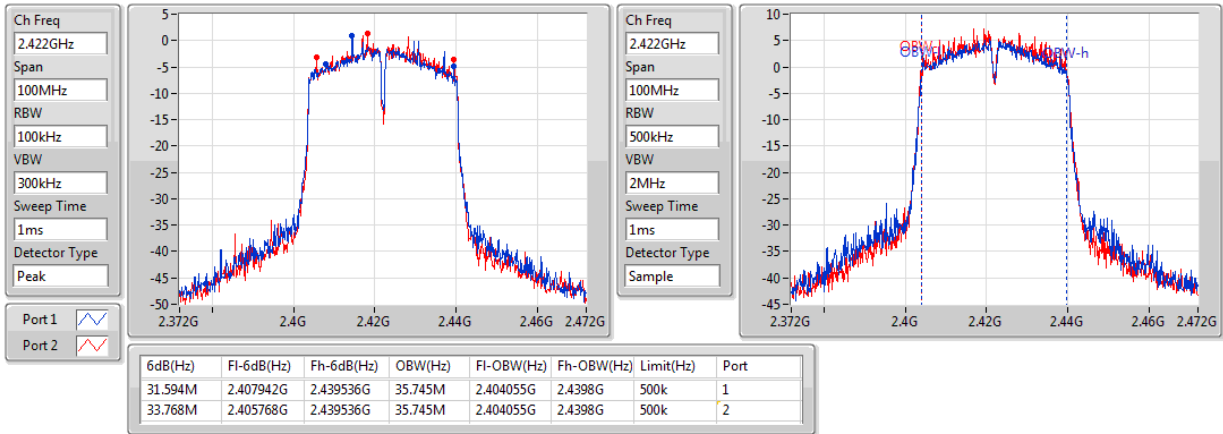 Ch Freq
2.422GHz
Span
100MHz
RBW
100kHz
VBW
300kHz
Sweep Time
1ms
Detector Type
Peak
Port 1
Port 2
5
0
-5
-10
-15
-20
-25
-30
-35
-40
-45
-50
2.372G 2.4G 2.42G 2.44G 2.46G 2.472G
Ch Freq
2.422GHz
Span
100MHz
RBW
500kHz
VBW
2MHz
Sweep Time
1ms
Detector Type
Sample
10
5
0
-5
-10
-15
-20
-25
-30
-35
-40
-45
OBW-h
2.372G 2.4G 2.42G 2.44G 2.46G 2.472G
6dB(Hz) Fl-6dB(Hz) Fh-6dB(Hz) OBW(Hz) Fl-OBW(Hz) Fh-OBW(Hz) Limit(Hz) Port
31.594M 2.407942G 2.439536G 35.745M 2.404055G 2.4398G 500k 1
33.768M 2.405768G 2.439536G 35.745M 2.404055G 2.4398G 500k 2